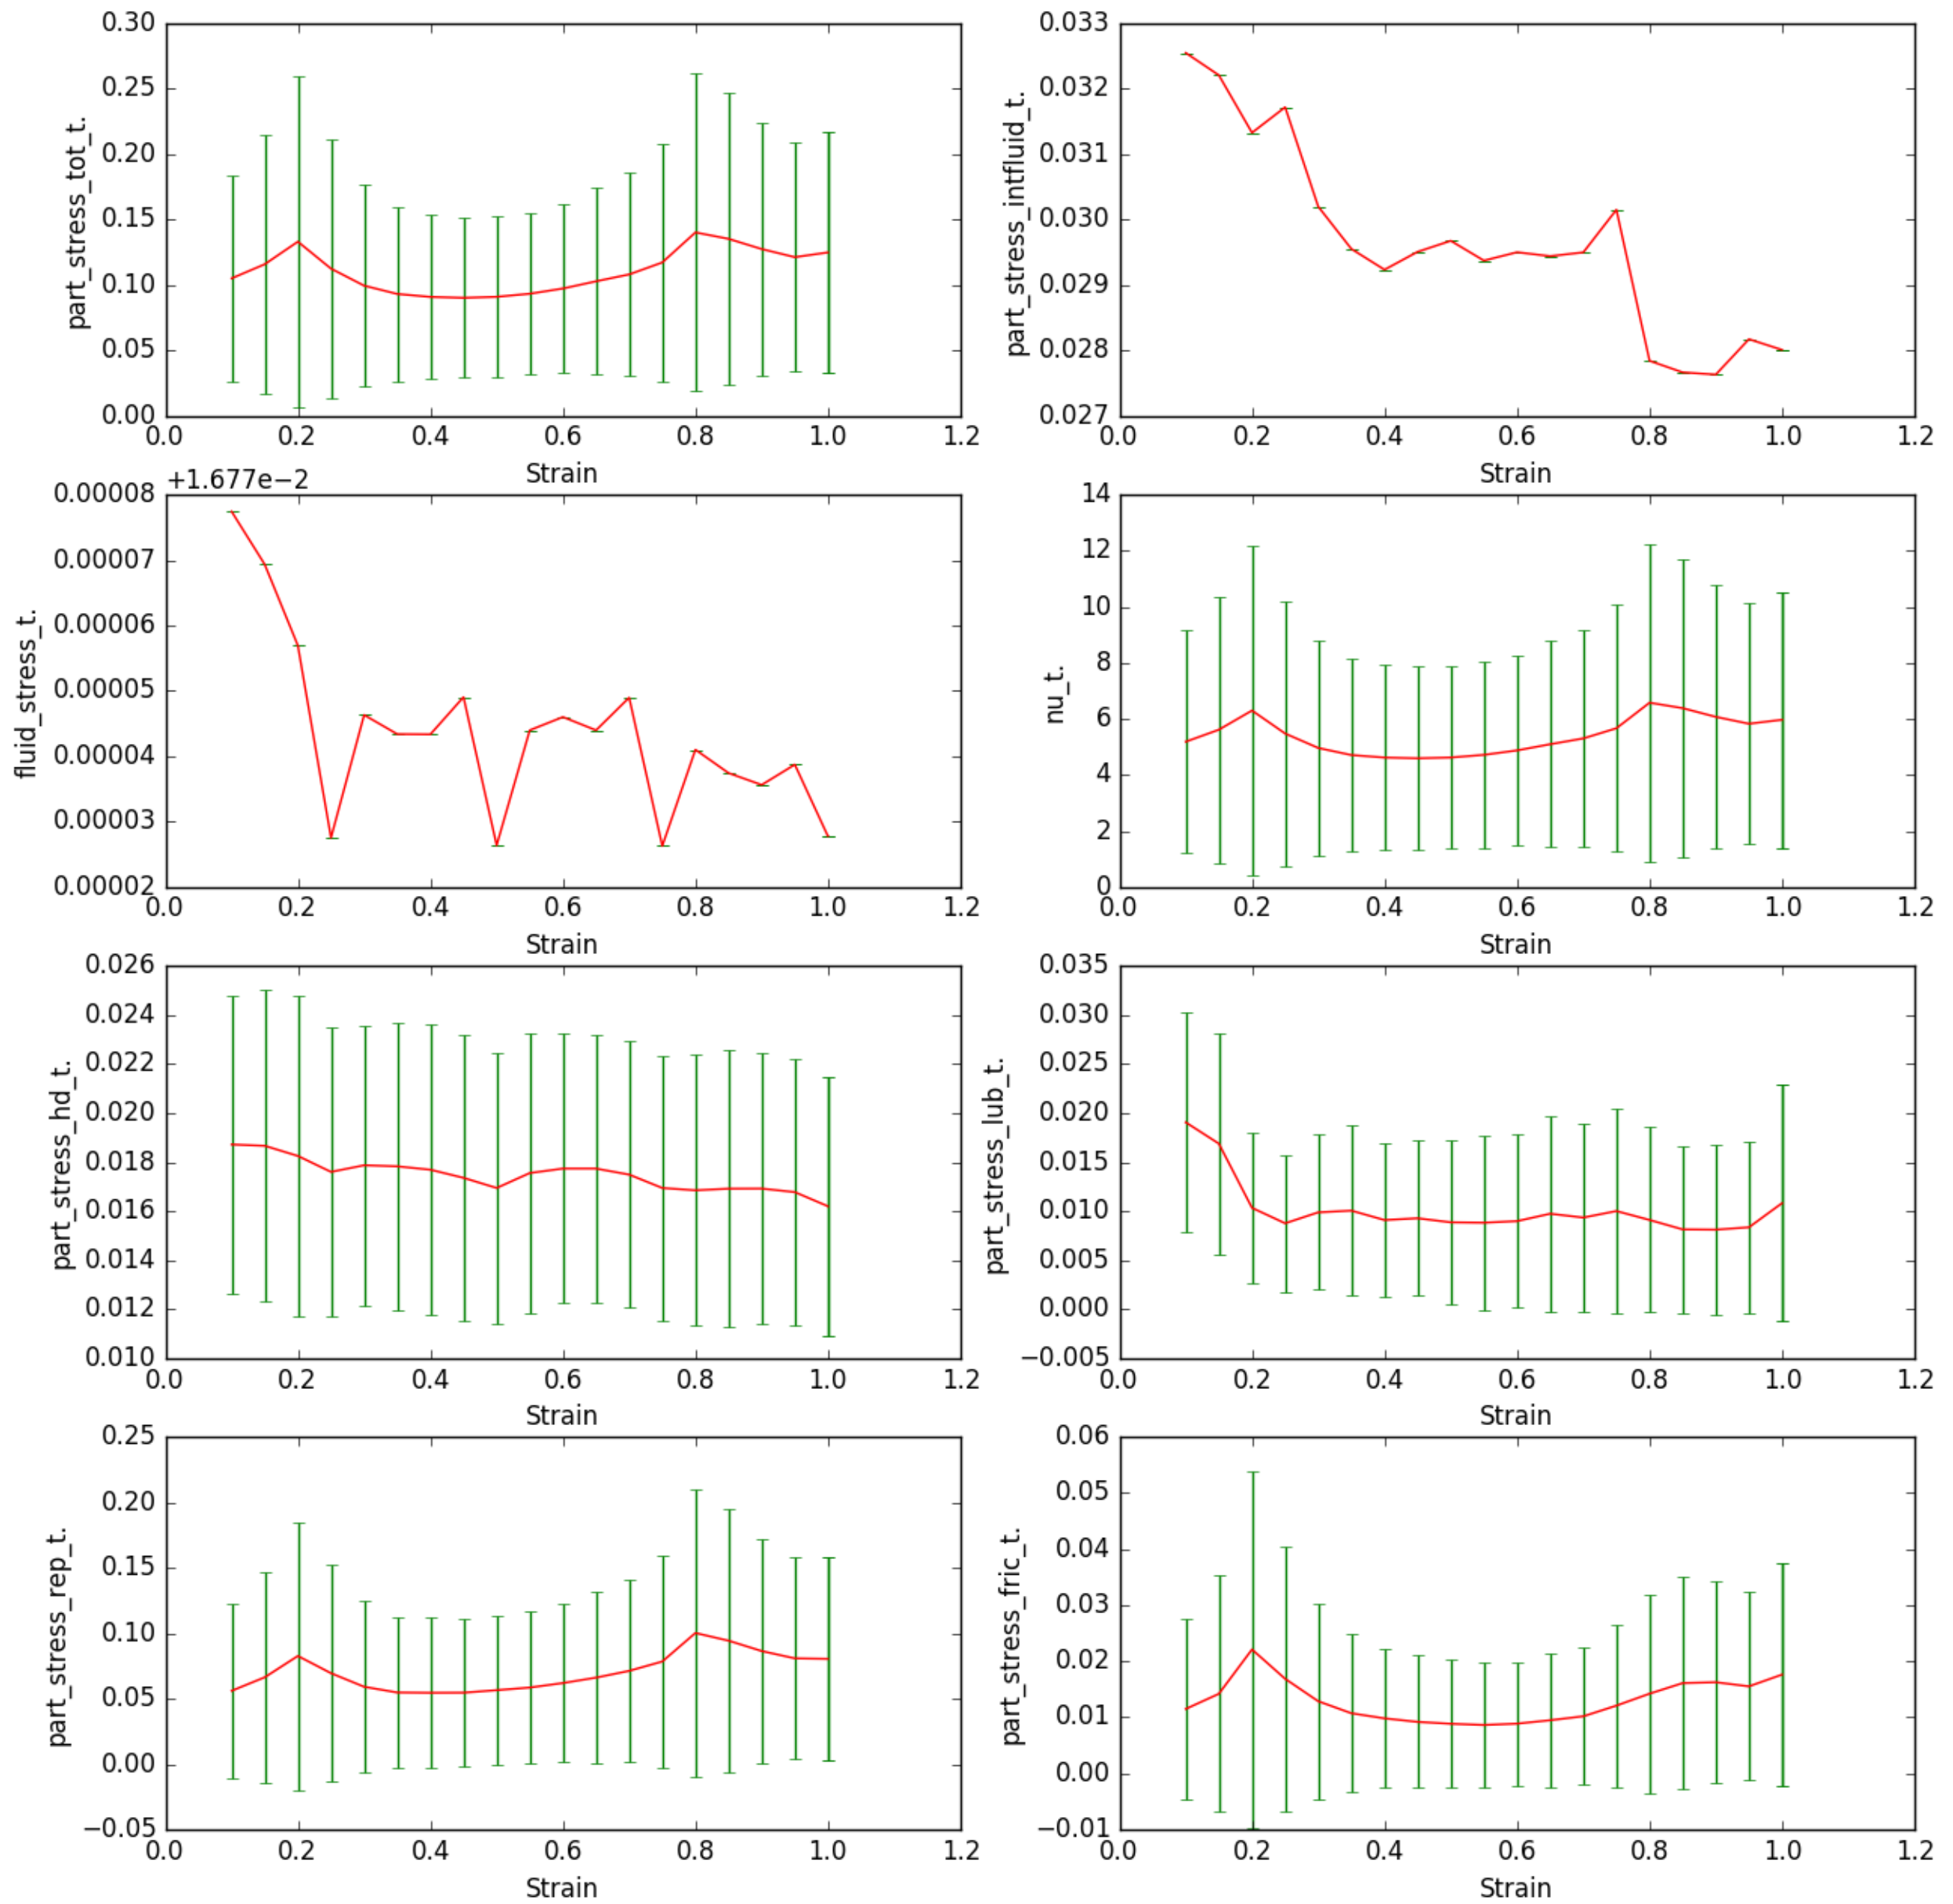 part_stress_tot_t.
0.30
0.25
0.20
0.15
0.10
0.05
0.00
0.0 0.2 0.4 0.6 0.8 1.0 1.2
Strain
part_stress_intfluid_t.
0.033
0.032
0.031
0.030
0.029
0.028
0.027
0.0 0.2 0.4 0.6 0.8 1.0 1.2
Strain
+1.677e−2
fluid_stress_t.
0.00008
0.00007
0.00006
0.00005
0.00004
0.00003
0.00002
0.0 0.2 0.4 0.6 0.8 1.0 1.2
Strain
nu_t.
14
12
10
8
6
4
2
0
0.0 0.2 0.4 0.6 0.8 1.0 1.2
Strain
part_stress_hd_t.
0.026
0.024
0.022
0.020
0.018
0.016
0.014
0.012
0.010
0.0 0.2 0.4 0.6 0.8 1.0 1.2
Strain
part_stress_lub_t.
0.035
0.030
0.025
0.020
0.015
0.010
0.005
0.000
−0.005
0.0 0.2 0.4 0.6 0.8 1.0 1.2
Strain
part_stress_rep_t.
0.25
0.20
0.15
0.10
0.05
0.00
−0.05
0.0 0.2 0.4 0.6 0.8 1.0 1.2
Strain
part_stress_fric_t.
0.06
0.05
0.04
0.03
0.02
0.01
0.00
−0.01
0.0 0.2 0.4 0.6 0.8 1.0 1.2
Strain